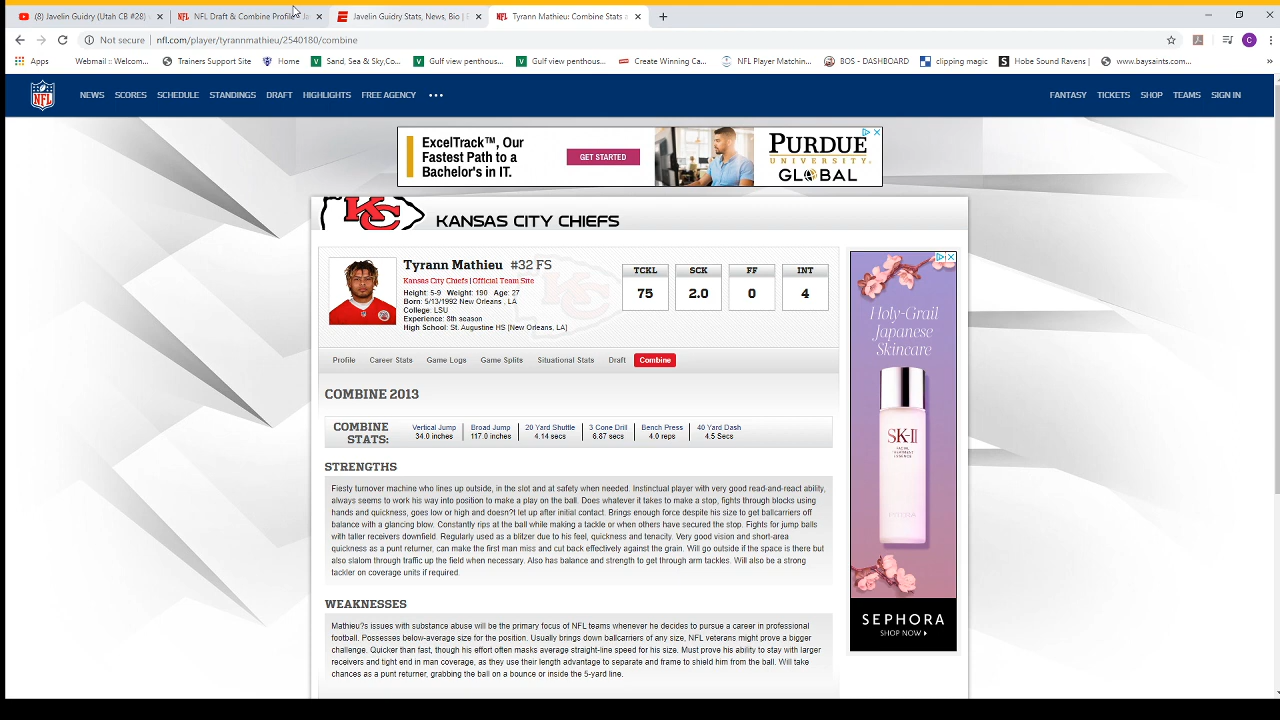 (8) Javelin Guidry (Utah CB #28)
NFL Draft & Combine Profile
Javelin Guidry Stats, News, Bio |
Tyrann Mathieu: Combine Stats
Not secure | nfl.com/player/tyrannmathieu/2540180/combine
C
Apps
Webmail :: Welcom...
Trainers Support Site
Home
Sand, Sea & Sky,Co...
Gulf view penthous...
Gulf view penthous...
Create Winning Ca...
NFL Player Matchin...
BOS - DASHBOARD
clipping magic
Hobe Sound Ravens |
www.baysaints.com...
»
NFL
NEWS SCORES SCHEDULE STANDINGS DRAFT HIGHLIGHTS FREE AGENCY •••
FANTASY TICKETS SHOP TEAMS SIGN IN
ExcelTrack™, Our
Fastest Path to a
Bachelor's in IT.
GET STARTED
PURDUE
UNIVERSITY®
GLOBAL
KC
KANSAS CITY CHIEFS
Tyrann Mathieu #32 FS
Kansas City Chiefs | Official Team Site
Height: 5-9 Weight: 190 Age: 27
Born: 5/13/1992 New Orleans , LA
College: LSU
Experience: 8th season
High School: St. Augustine HS [New Orleans, LA]
TCKL SCK FF INT
75 2.0 0 4
Profile Career Stats Game Logs Game Splits Situational Stats Draft Combine
COMBINE 2013
COMBINE
STATS:
Vertical Jump
34.0 inches
Broad Jump
117.0 inches
20 Yard Shuttle
4.14 secs
3 Cone Drill
6.87 secs
Bench Press
4.0 reps
40 Yard Dash
4.5 Secs
STRENGTHS
Fiesty turnover machine who lines up outside, in the slot and at safety when needed. Instinctual player with very good read-and-react ability,
always seems to work his way into position to make a play on the ball. Does whatever it takes to make a stop, fights through blocks using
hands and quickness, goes low or high and doesn?t let up after initial contact. Brings enough force despite his size to get ballcarriers off
balance with a glancing blow. Constantly rips at the ball while making a tackle or when others have secured the stop. Fights for jump balls
with taller receivers downfield. Regularly used as a blitzer due to his feel, quickness and tenacity. Very good vision and short-area
quickness as a punt returner, can make the first man miss and cut back effectively against the grain. Will go outside if the space is there but
also slalom through traffic up the field when necessary. Also has balance and strength to get through arm tackles. Will also be a strong
tackler on coverage units if required.
WEAKNESSES
Mathieu?s issues with substance abuse will be the primary focus of NFL teams whenever he decides to pursue a career in professional
football. Possesses below-average size for the position. Usually brings down ballcarriers of any size, NFL veterans might prove a bigger
challenge. Quicker than fast, though his effort often masks average straight-line speed for his size. Must prove his ability to stay with larger
receivers and tight end in man coverage, as they use their length advantage to separate and frame to shield him from the ball. Will take
chances as a punt returner, grabbing the ball on a bounce or inside the 5-yard line.
Holy-Grail
Japanese
Skincare
SK-II
SEPHORA
SHOP NOW